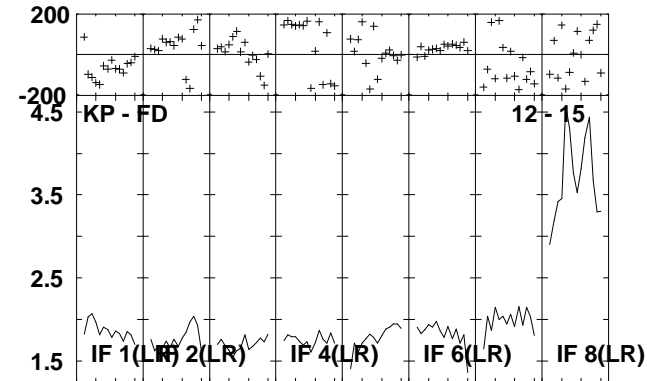 200
-200
4.5 KP - FD 12 - 15
3.5
2.5
1.5 IF 1(LR) IF 2(LR) IF 4(LR) IF 6(LR) IF 8(LR)